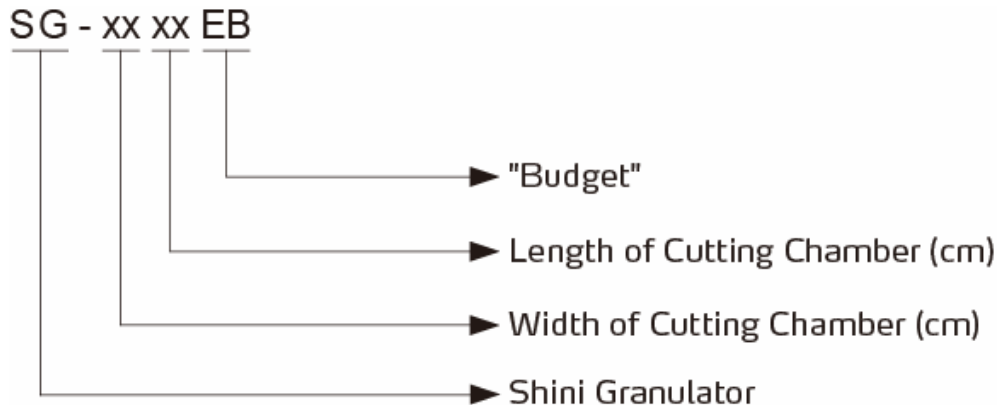 SG - xx xx EB
"Budget"
Length of Cutting Chamber (cm)
Width of Cutting Chamber (cm)
Shini Granulator